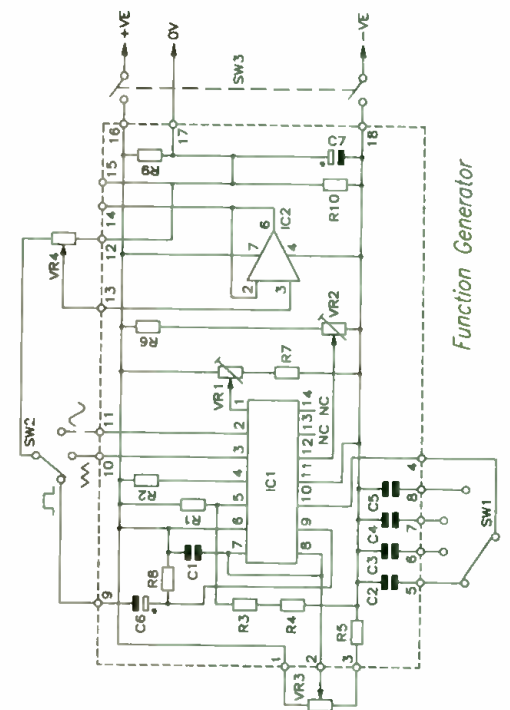 +VE
0V
-VE
SW3
16
17
18
15
14
12
13
R9
C7
R10
IC2
2
3
4
6
7
VR4
R6
VR2
VR1
R7
SW2
11
10
9
R2
R1
IC1
1
2
3
4
5
6
7
14
13
12
11
10
9
8
NC
NC
R8
C1
C6
R3
R4
R5
1
2
3
VR3
C2
C3
C4
C5
5
6
7
8
4
SW1
Function Generator